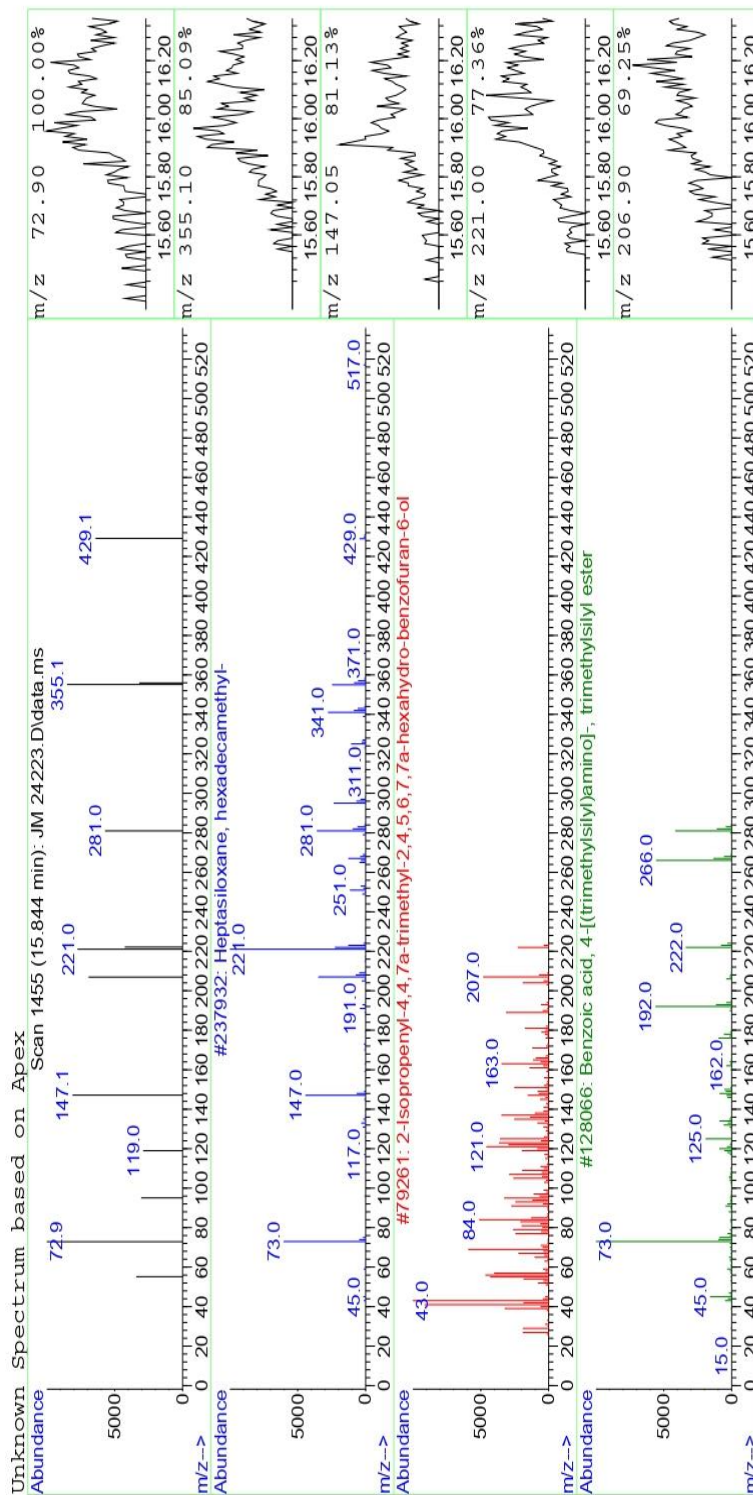 Unknown Spectrum based on Apex
Abundance
Scan 1455 (15.844 min): JM 24223.D\data.ms
72.9
119.0
147.1
221.0
281.0
355.1
429.1
5000
0
m/z-->
0 20 40 60 80 100 120 140 160 180 200 220 240 260 280 300 320 340 360 380 400 420 440 460 480 500 520
Abundance
#237932: Heptasiloxane, hexadecamethyl-
45.0
73.0
117.0
147.0
191.0
221.0
251.0
281.0
311.0
341.0
371.0
429.0
517.0
5000
0
m/z-->
0 20 40 60 80 100 120 140 160 180 200 220 240 260 280 300 320 340 360 380 400 420 440 460 480 500 520
Abundance
#79261: 2-Isopropenyl-4,4,7a-trimethyl-2,4,5,6,7,7a-hexahydro-benzofuran-6-ol
43.0
84.0
121.0
163.0
207.0
5000
0
m/z-->
0 20 40 60 80 100 120 140 160 180 200 220 240 260 280 300 320 340 360 380 400 420 440 460 480 500 520
Abundance
#128066: Benzoic acid, 4-[(trimethylsilyl)amino]-, trimethylsilyl ester
15.0
45.0
73.0
125.0
162.0
192.0
222.0
266.0
5000
0
m/z-->
0 20 40 60 80 100 120 140 160 180 200 220 240 260 280 300 320 340 360 380 400 420 440 460 480 500 520
m/z 72.90 100.00%
15.60 15.80 16.00 16.20
m/z 355.10 85.09%
15.60 15.80 16.00 16.20
m/z 147.05 81.13%
15.60 15.80 16.00 16.20
m/z 221.00 77.36%
15.60 15.80 16.00 16.20
m/z 206.90 69.25%
15.60 15.80 16.00 16.20